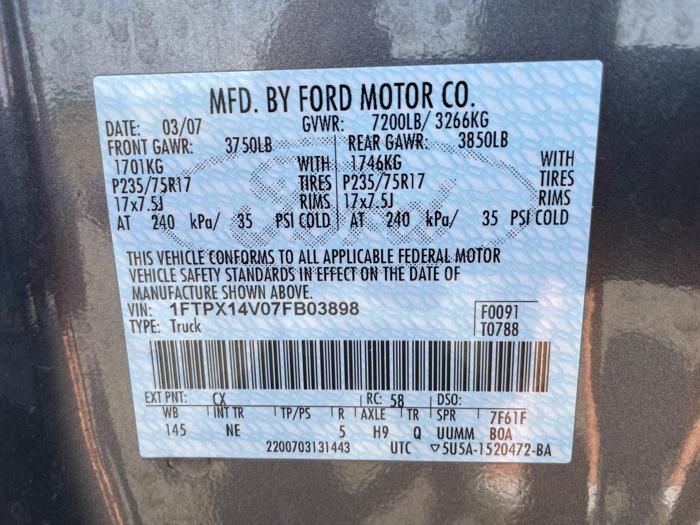 MFD. BY FORD MOTOR CO.
DATE: 03/07 GVWR: 7200LB/ 3266KG
FRONT GAWR: 3750LB REAR GAWR: 3850LB
1701KG WITH 1746KG WITH
P235/75R17 TIRES P235/75R17 TIRES
17x7.5J RIMS 17x7.5J RIMS
AT 240 kPa/ 35 PSI COLD AT 240 kPa/ 35 PSI COLD
THIS VEHICLE CONFORMS TO ALL APPLICABLE FEDERAL MOTOR
VEHICLE SAFETY STANDARDS IN EFFECT ON THE DATE OF
MANUFACTURE SHOWN ABOVE.
VIN: 1FTPX14V07FB03898 F0091
TYPE: Truck T0788
EXT PNT: CX RC: 58 DSO:
WB INT TR TP/PS R AXLE TR SPR 7F61F
145 NE 5 H9 Q UUMM BOA
2200703131443 UTC ▽5U5A-1520472-BA